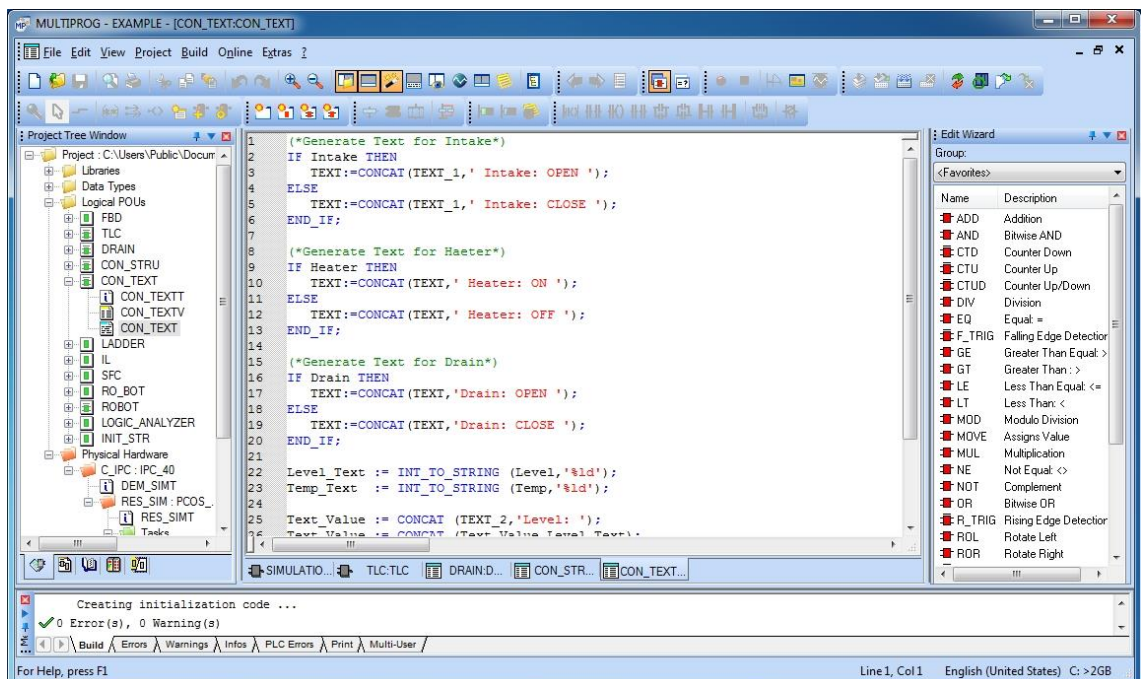 MULTIPROG - EXAMPLE - [CON_TEXT:CON_TEXT]
File Edit View Project Build Online Extras ?
Project Tree Window
Project : C:\Users\Public\Docum
Libraries
Data Types
Logical POUs
FBD
TLC
DRAIN
CON_STRU
CON_TEXT
CON_TEXTT
CON_TEXTV
CON_TEXT
LADDER
IL
SFC
RO_BOT
ROBOT
LOGIC_ANALYZER
INIT_STR
Physical Hardware
C_IPC : IPC_40
DEM_SIMT
RES_SIM : PCOS_.
RES_SIMT
Tasks
1 (*Generate Text for Intake*)
2 IF Intake THEN
3 TEXT:=CONCAT(TEXT_1,' Intake: OPEN ');
4 ELSE
5 TEXT:=CONCAT(TEXT_1,' Intake: CLOSE ');
6 END_IF;
7
8 (*Generate Text for Haeter*)
9 IF Heater THEN
10 TEXT:=CONCAT(TEXT,' Heater: ON ');
11 ELSE
12 TEXT:=CONCAT(TEXT,' Heater: OFF ');
13 END_IF;
14
15 (*Generate Text for Drain*)
16 IF Drain THEN
17 TEXT:=CONCAT(TEXT,'Drain: OPEN ');
18 ELSE
19 TEXT:=CONCAT(TEXT,'Drain: CLOSE ');
20 END_IF;
21
22 Level_Text := INT_TO_STRING (Level,'%ld');
23 Temp_Text := INT_TO_STRING (Temp,'%ld');
24
25 Text_Value := CONCAT (TEXT_2,'Level: ');
26 Text_Value := CONCAT (Text_Value,Level_Text);
SIMULATIO... TLC:TLC DRAIN:D... CON_STR... CON_TEXT...
Edit Wizard
Group:
<Favorites>
Name Description
ADD Addition
AND Bitwise AND
CTD Counter Down
CTU Counter Up
CTUD Counter Up/Down
DIV Division
EQ Equal: =
F_TRIG Falling Edge Detection
GE Greater Than Equal: >
GT Greater Than : >
LE Less Than Equal: <=
LT Less Than: <
MOD Modulo Division
MOVE Assigns Value
MUL Multiplication
NE Not Equal: <>
NOT Complement
OR Bitwise OR
R_TRIG Rising Edge Detection
ROL Rotate Left
ROR Rotate Right
Creating initialization code ...
0 Error(s), 0 Warning(s)
Build Errors Warnings Infos PLC Errors Print Multi-User
For Help, press F1
Line 1, Col 1 English (United States) C: >2GB